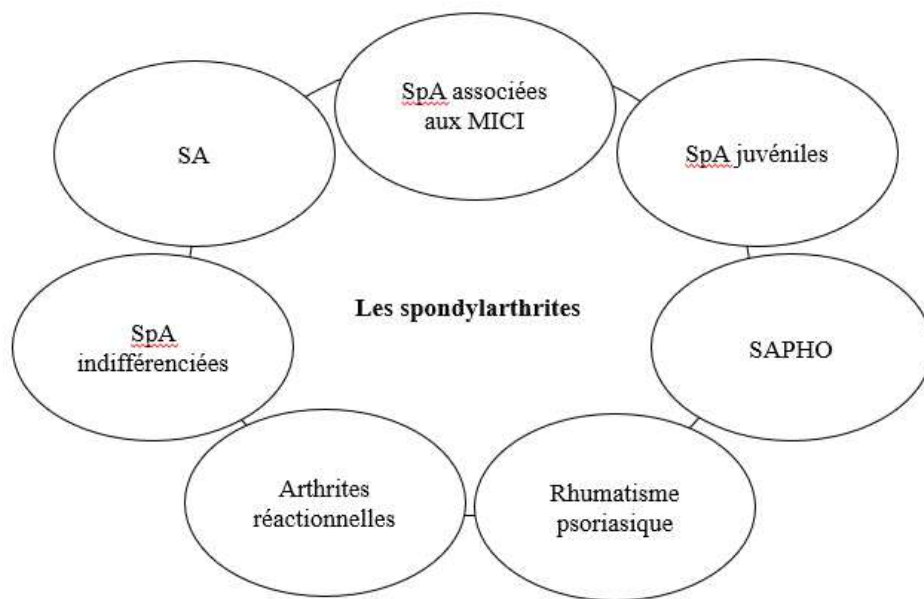 SpA associées
aux MICI
SA
SpA juvéniles
Les spondylarthrites
SpA
indifférenciées
SAPHO
Arthrites
réactionnelles
Rhumatisme
psoriasique